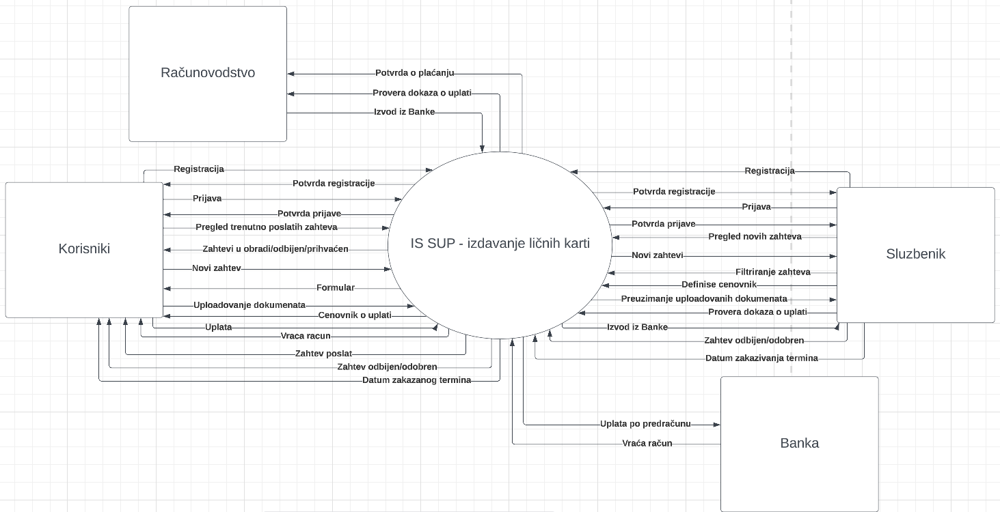 Računovodstvo
Potvrda o plaćanju
Provera dokaza o uplati
Izvod iz Banke
Registracija
Potvrda registracije
Prijava
Potvrda prijave
Pregled trenutno poslatih zahteva
Zahtevi u obradi/odbijen/prihvaćen
Novi zahtev
Formular
Uploadovanje dokumenata
Cenovnik o uplati
Uplata
Vraca racun
Zahtev poslat
Zahtev odbijen/odobren
Datum zakazanog termina
Korisniki
IS SUP - izdavanje ličnih karti
Registracija
Potvrda registracije
Prijava
Potvrda prijave
Pregled novih zahteva
Novi zahtevi
Filtriranje zahteva
Definise cenovnik
Preuzimanje uploadovanih dokumenata
Provera dokaza o uplati
Izvod iz Banke
Zahtev odbijen/odobren
Datum zakazivanja termina
Sluzbenik
Uplata po predračunu
Vraća račun
Banka